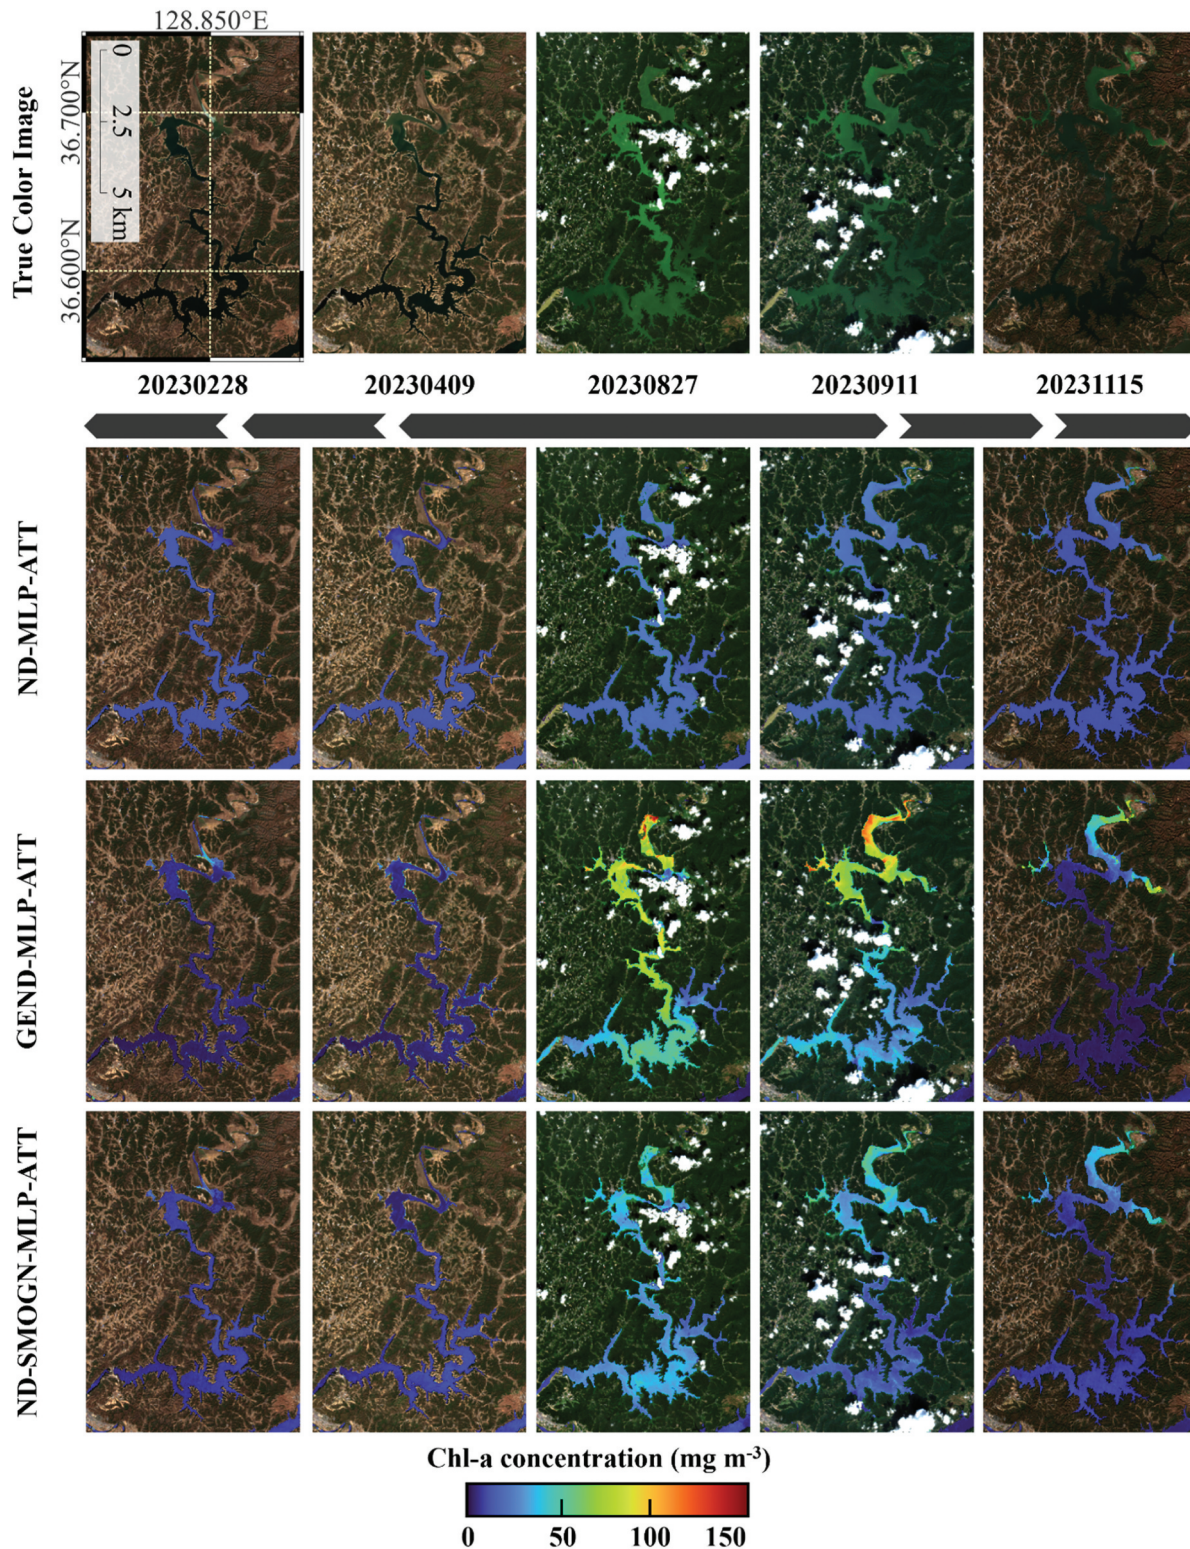 128.850°E
True Color Image
36.700°N
36.600°N
0
2.5
5 km
20230228
20230409
20230827
20230911
20231115
ND-MLP-ATT
GEND-MLP-ATT
ND-SMOGN-MLP-ATT
Chl-a concentration (mg m-3)
0
50
100
150